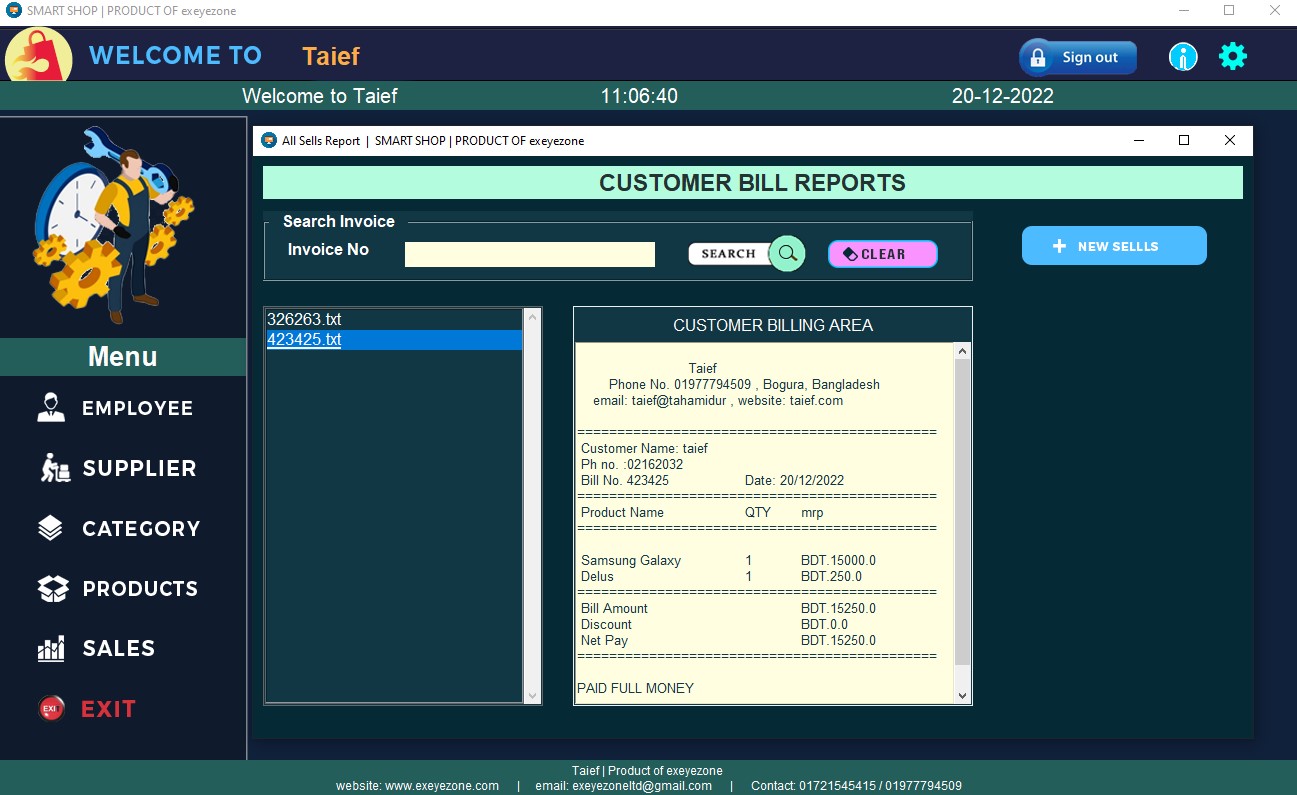 SMART SHOP | PRODUCT OF exeyezone
WELCOME TO Taief
Sign out
Welcome to Taief 11:06:40 20-12-2022
All Sells Report | SMART SHOP | PRODUCT OF exeyezone
CUSTOMER BILL REPORTS
Search Invoice
Invoice No
SEARCH
CLEAR
NEW SELLLS
326263.txt
423425.txt
CUSTOMER BILLING AREA
Taief
Phone No. 01977794509 , Bogura, Bangladesh
email: taief@tahamidur , website: taief.com
=============================================
Customer Name: taief
Ph no. :02162032
Bill No. 423425 Date: 20/12/2022
=============================================
Product Name QTY mrp
=============================================
Samsung Galaxy 1 BDT.15000.0
Delus 1 BDT.250.0
=============================================
Bill Amount BDT.15250.0
Discount BDT.0.0
Net Pay BDT.15250.0
=============================================
PAID FULL MONEY
Menu
EMPLOYEE
SUPPLIER
CATEGORY
PRODUCTS
SALES
EXIT EXIT
Taief | Product of exeyezone
website: www.exeyezone.com | email: exeyezoneltd@gmail.com | Contact: 01721545415 / 01977794509